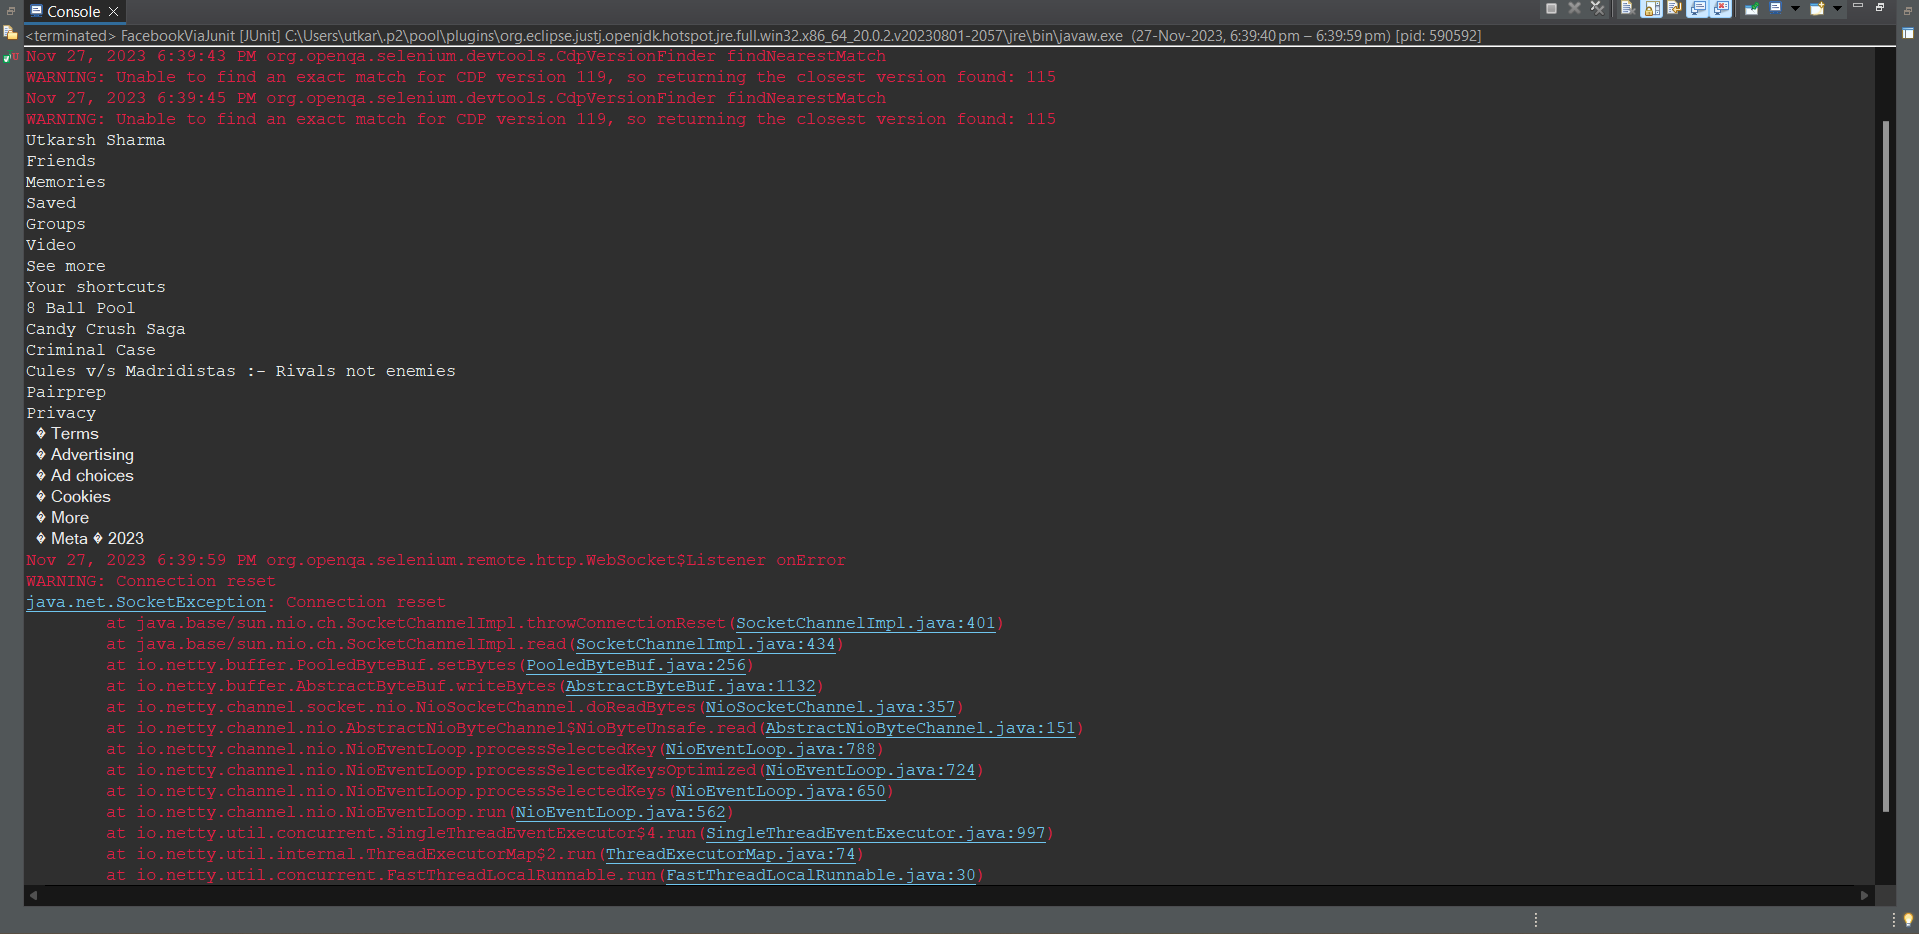 Console
<terminated> FacebookViaJunit [JUnit] C:\Users\utkar\.p2\pool\plugins\org.eclipse.justj.openjdk.hotspot.jre.full.win32.x86_64_20.0.2.v20230801-2057\jre\bin\javaw.exe (27-Nov-2023, 6:39:40 pm – 6:39:59 pm) [pid: 590592]
Nov 27, 2023 6:39:43 PM org.openqa.selenium.devtools.CdpVersionFinder findNearestMatch
WARNING: Unable to find an exact match for CDP version 119, so returning the closest version found: 115
Nov 27, 2023 6:39:45 PM org.openqa.selenium.devtools.CdpVersionFinder findNearestMatch
WARNING: Unable to find an exact match for CDP version 119, so returning the closest version found: 115
Utkarsh Sharma
Friends
Memories
Saved
Groups
Video
See more
Your shortcuts
8 Ball Pool
Candy Crush Saga
Criminal Case
Cules v/s Madridistas :- Rivals not enemies
Pairprep
Privacy
� Terms
� Advertising
� Ad choices
� Cookies
� More
� Meta � 2023
Nov 27, 2023 6:39:59 PM org.openqa.selenium.remote.http.WebSocket$Listener onError
WARNING: Connection reset
java.net.SocketException: Connection reset
at java.base/sun.nio.ch.SocketChannelImpl.throwConnectionReset(SocketChannelImpl.java:401)
at java.base/sun.nio.ch.SocketChannelImpl.read(SocketChannelImpl.java:434)
at io.netty.buffer.PooledByteBuf.setBytes(PooledByteBuf.java:256)
at io.netty.buffer.AbstractByteBuf.writeBytes(AbstractByteBuf.java:1132)
at io.netty.channel.socket.nio.NioSocketChannel.doReadBytes(NioSocketChannel.java:357)
at io.netty.channel.nio.AbstractNioByteChannel$NioByteUnsafe.read(AbstractNioByteChannel.java:151)
at io.netty.channel.nio.NioEventLoop.processSelectedKey(NioEventLoop.java:788)
at io.netty.channel.nio.NioEventLoop.processSelectedKeysOptimized(NioEventLoop.java:724)
at io.netty.channel.nio.NioEventLoop.processSelectedKeys(NioEventLoop.java:650)
at io.netty.channel.nio.NioEventLoop.run(NioEventLoop.java:562)
at io.netty.util.concurrent.SingleThreadEventExecutor$4.run(SingleThreadEventExecutor.java:997)
at io.netty.util.internal.ThreadExecutorMap$2.run(ThreadExecutorMap.java:74)
at io.netty.util.concurrent.FastThreadLocalRunnable.run(FastThreadLocalRunnable.java:30)